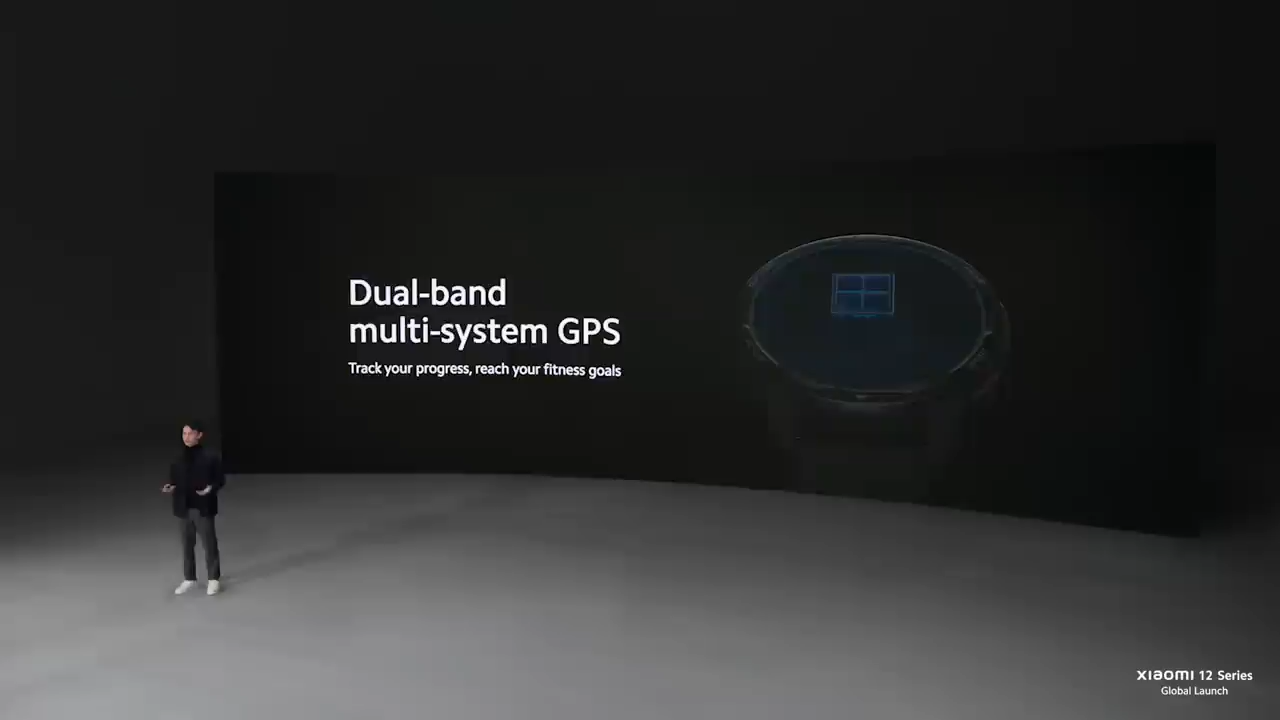 Dual-band
multi-system GPS
Track your progress, reach your fitness goals
XIAOMI 12 Series
Global Launch